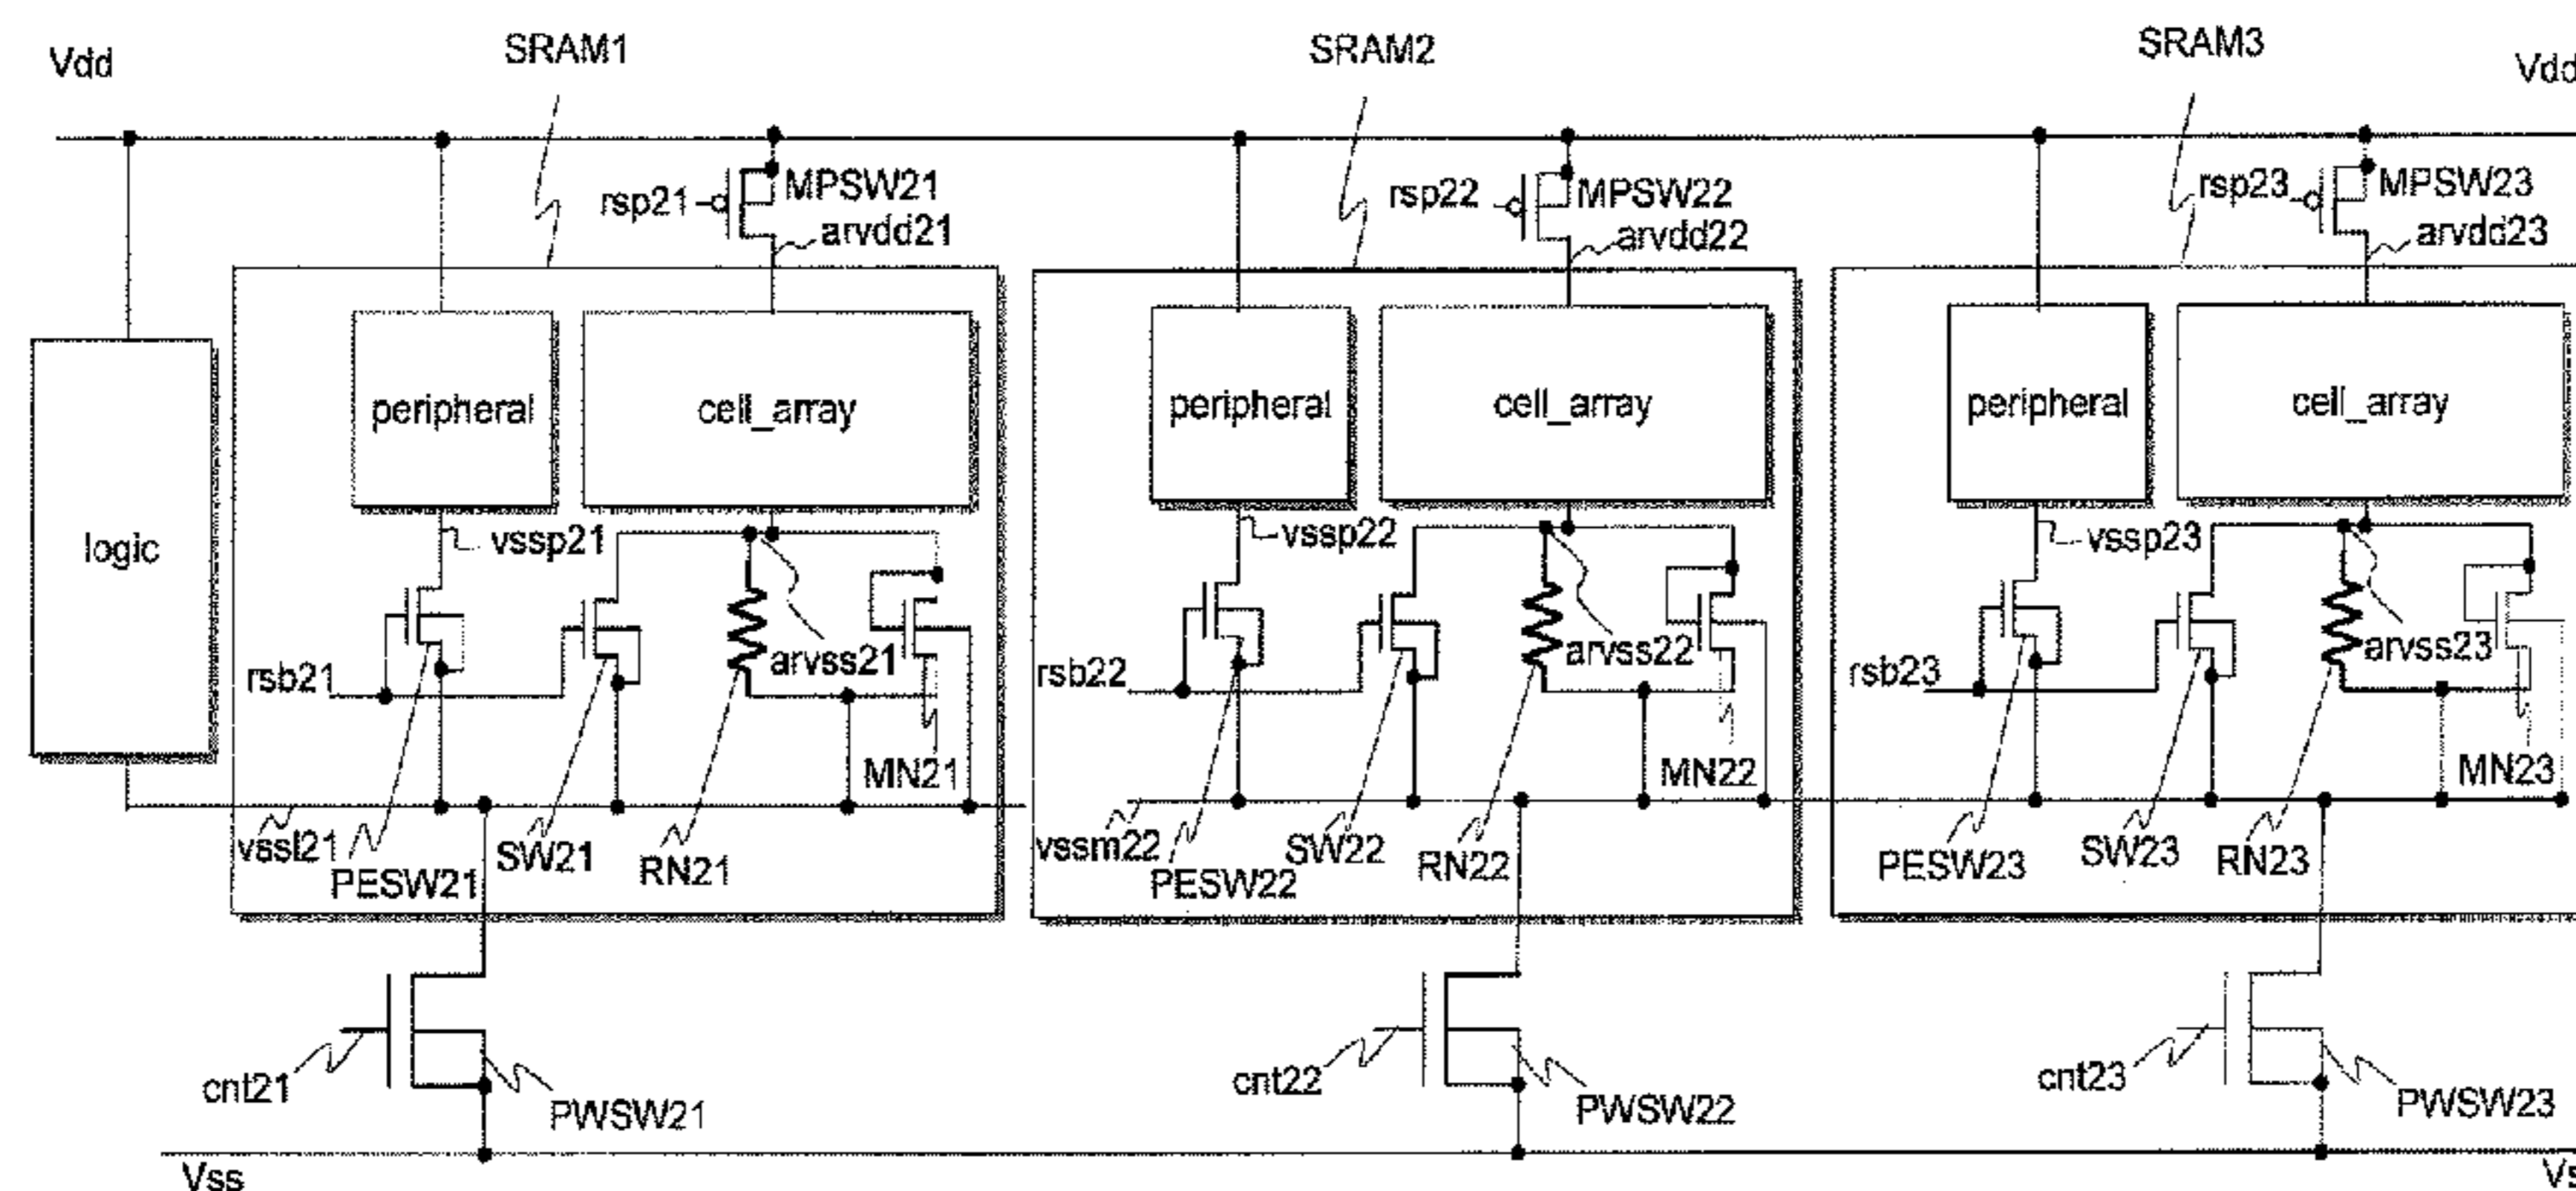 Vdd SRAM1 SRAM2 SRAM3 Vdd
rsp21 MPSW21 rsp22 MPSW22 rsp23 MPSW23
arvdd21 arvdd22 arvdd23
logic peripheral cell_array peripheral cell_array peripheral cell_array
vssp21 vssp22 vssp23
rsb21 arvss21 rsb22 arvss22 rsb23 arvss23
MN21 MN22 MN23
vssl21 PESW21 SW21 RN21 vssm22 PESW22 SW22 RN22 PESW23 SW23 RN23
cnt21 PWSW21 cnt22 PWSW22 cnt23 PWSW23
Vss Vs